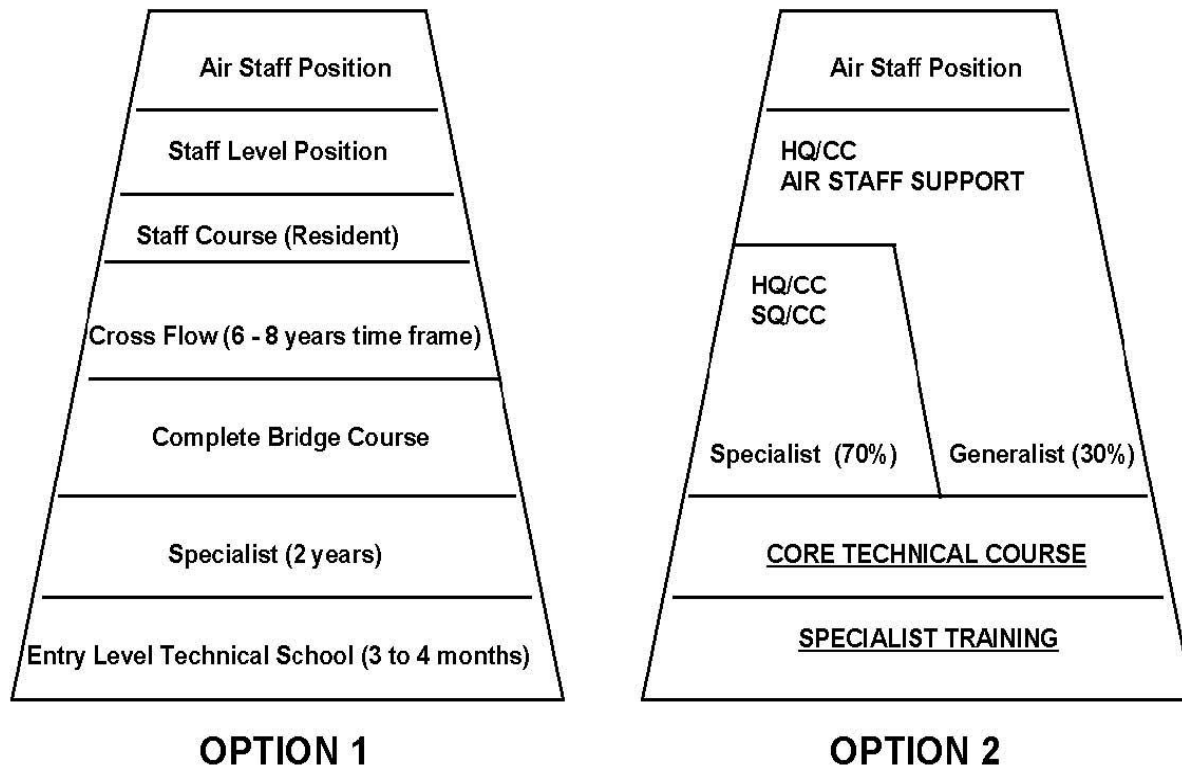 Air Staff Position
Staff Level Position
Staff Course (Resident)
Cross Flow (6 - 8 years time frame)
Complete Bridge Course
Specialist (2 years)
Entry Level Technical School (3 to 4 months)
OPTION 1
Air Staff Position
HQ/CC
AIR STAFF SUPPORT
HQ/CC
SQ/CC
Specialist (70%)
Generalist (30%)
CORE TECHNICAL COURSE
SPECIALIST TRAINING
OPTION 2